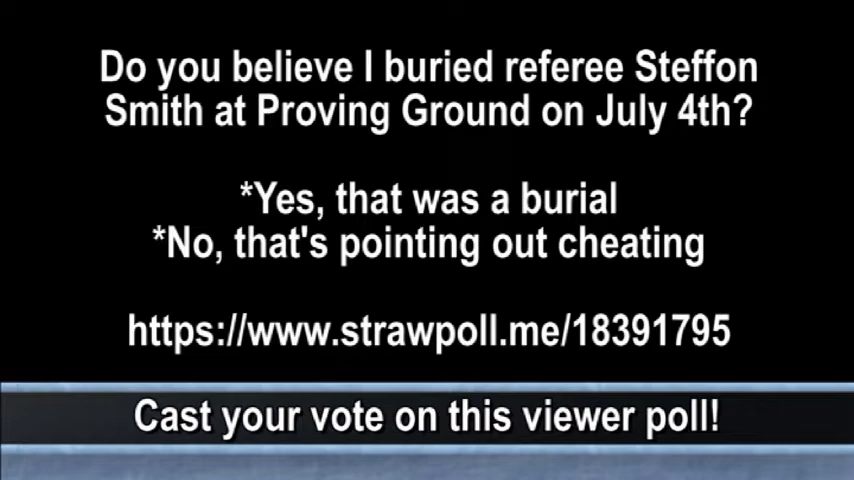 Do you believe I buried referee Steffon
Smith at Proving Ground on July 4th?
*Yes, that was a burial
*No, that's pointing out cheating
https://www.strawpoll.me/18391795
Cast your vote on this viewer poll!